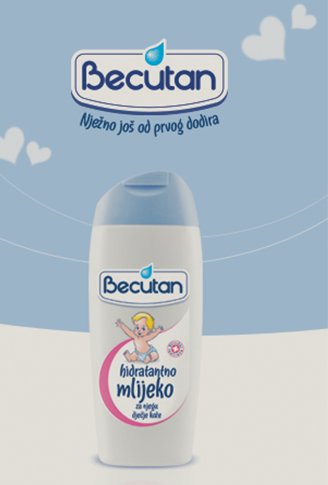 Becutan
Nježno još od prvog dodira
Becutan
hidratantno
mlijeko
za njegu
dječje kože